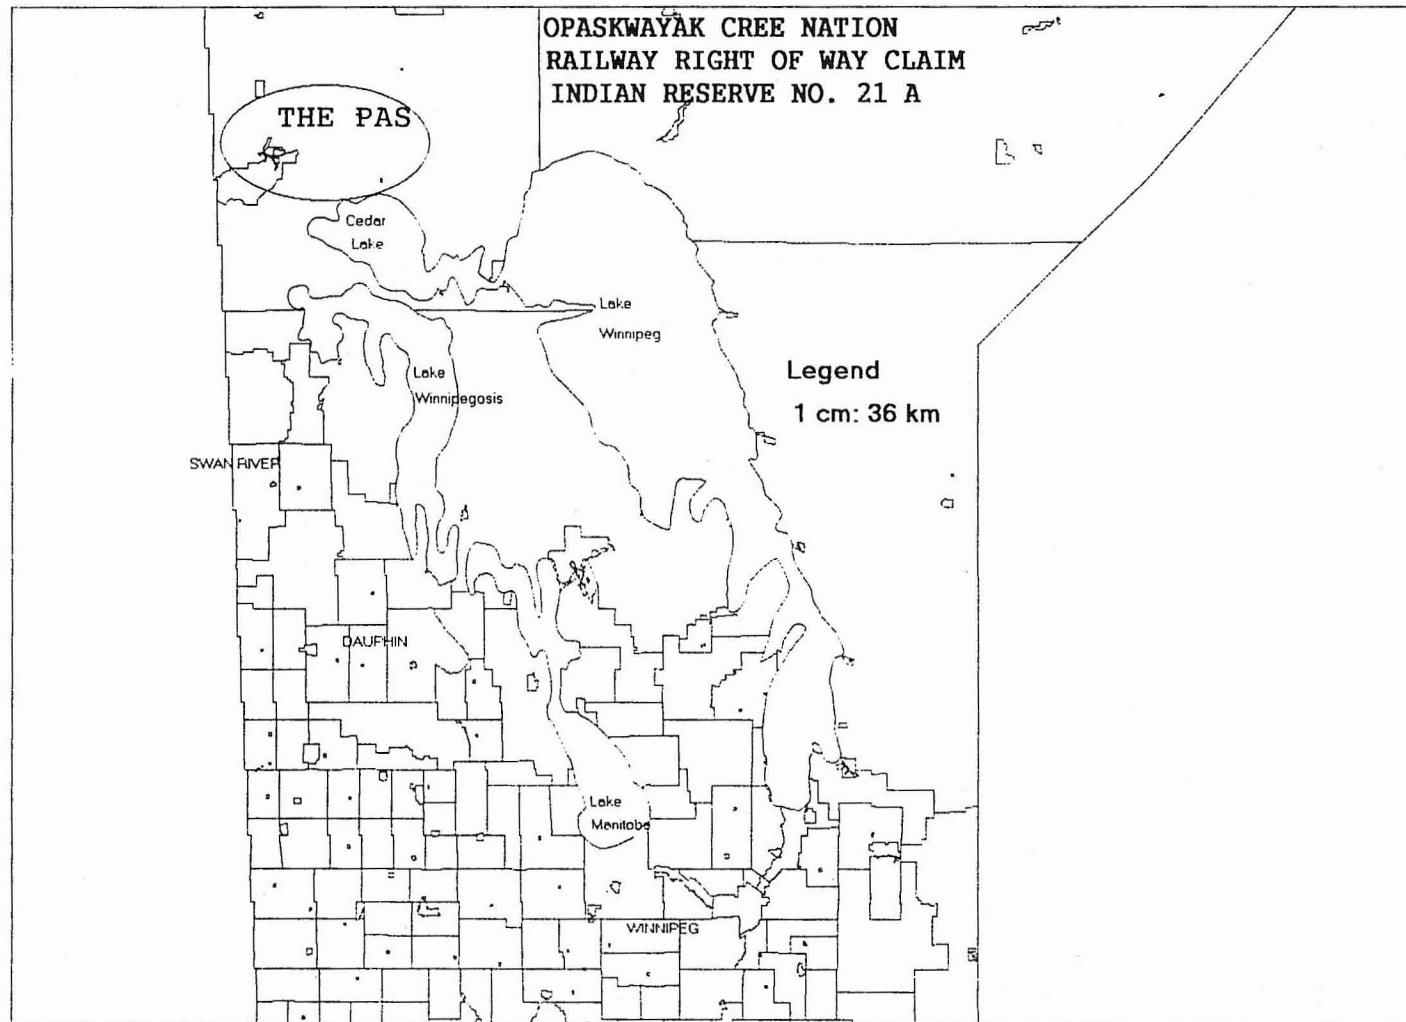 OPASKWAYAK CREE NATION
RAILWAY RIGHT OF WAY CLAIM
INDIAN RESERVE NO. 21 A
THE PAS
Cedar
Lake
Lake
Winnipeg
Lake
Winnipegosis
Legend
1 cm: 36 km
SWAN RIVER
DAUPHIN
Lake
Manitoba
WINNIPEG